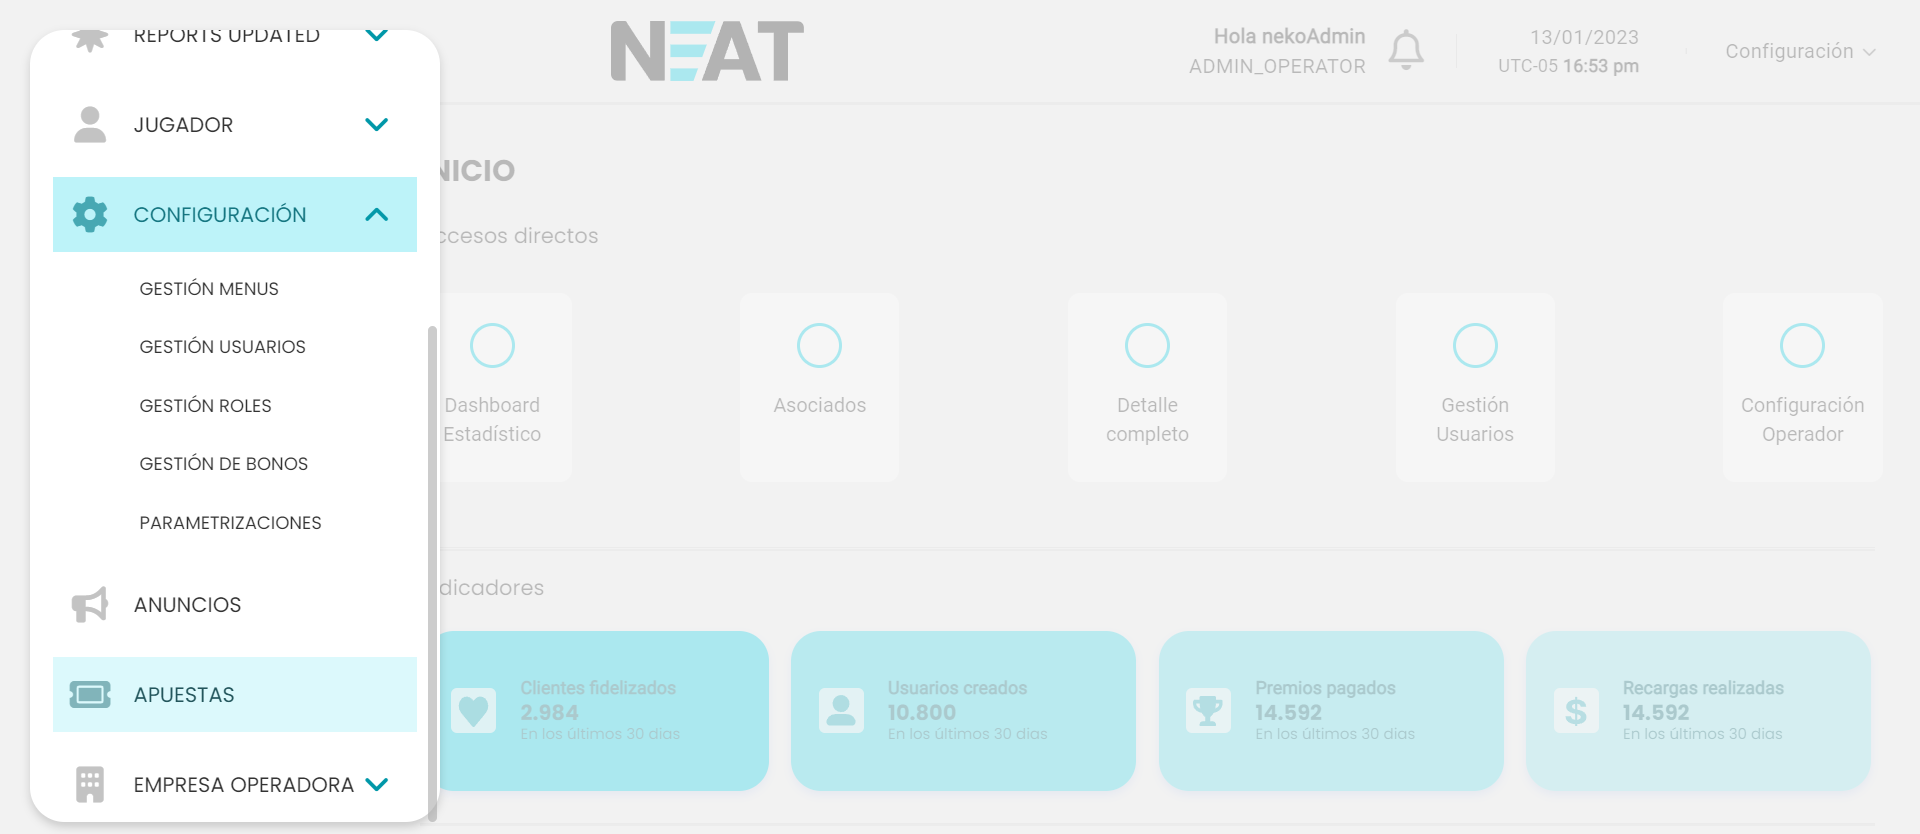 REPORTS UPDATED
JUGADOR
CONFIGURACIÓN
GESTIÓN MENUS
GESTIÓN USUARIOS
GESTIÓN ROLES
GESTIÓN DE BONOS
PARAMETRIZACIONES
ANUNCIOS
APUESTAS
EMPRESA OPERADORA
NEAT
Hola nekoAdmin
ADMIN_OPERATOR
13/01/2023
UTC-05 16:53 pm
Configuración
NICIO
ccesos directos
Dashboard
Estadístico
Asociados
Detalle
completo
Gestión
Usuarios
Configuración
Operador
dicadores
Clientes fidelizados
2.984
En los últimos 30 dias
Usuarios creados
10.800
En los últimos 30 dias
Premios pagados
14.592
En los últimos 30 dias
Recargas realizadas
14.592
En los últimos 30 dias